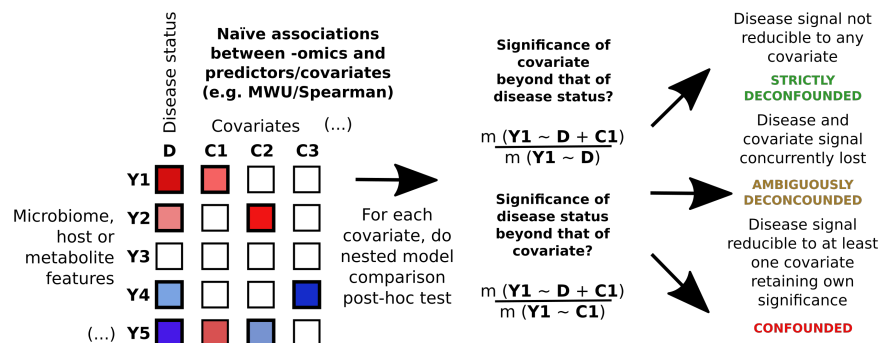 Disease status
Naïve associations
between -omics and
predictors/covariates
(e.g. MWU/Spearman)
Covariates (...)
D C1 C2 C3
Y1
Y2
Y3
Y4
Y5
Microbiome,
host or
metabolite
features
(...)
For each
covariate, do
nested model
comparison
post-hoc test
Significance of
covariate
beyond that of
disease status?
m (Y1 ~ D + C1)
m (Y1 ~ D)
Significance of
disease status
beyond that of
covariate?
m (Y1 ~ D + C1)
m (Y1 ~ C1)
Disease signal not
reducible to any
covariate
STRICTLY
DECONFOUNDED
Disease and
covariate signal
concurrently lost
AMBIGUOUSLY
DECONCOUNDED
Disease signal
reducible to at least
one covariate
retaining own
significance
CONFOUNDED